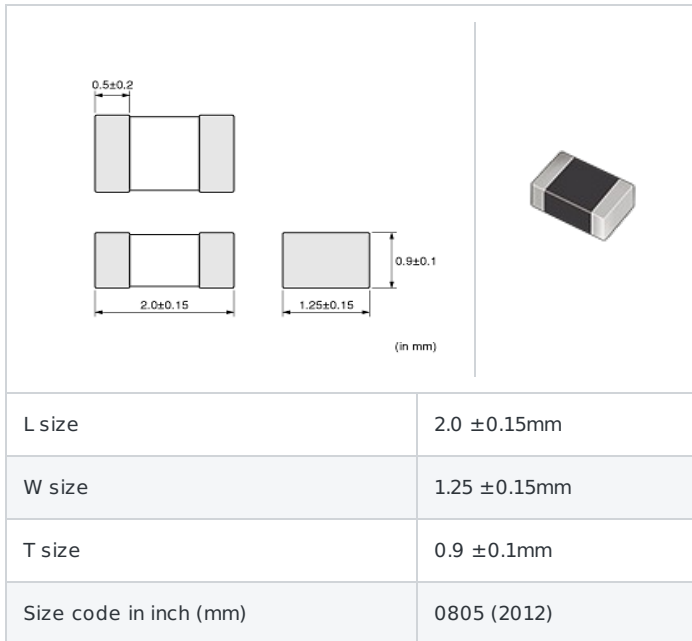 0.5±0.2
0.9±0.1
2.0±0.15
1.25±0.15
(in mm)
L size 2.0 ±0.15mm
W size 1.25 ±0.15mm
T size 0.9 ±0.1mm
Size code in inch (mm) 0805 (2012)